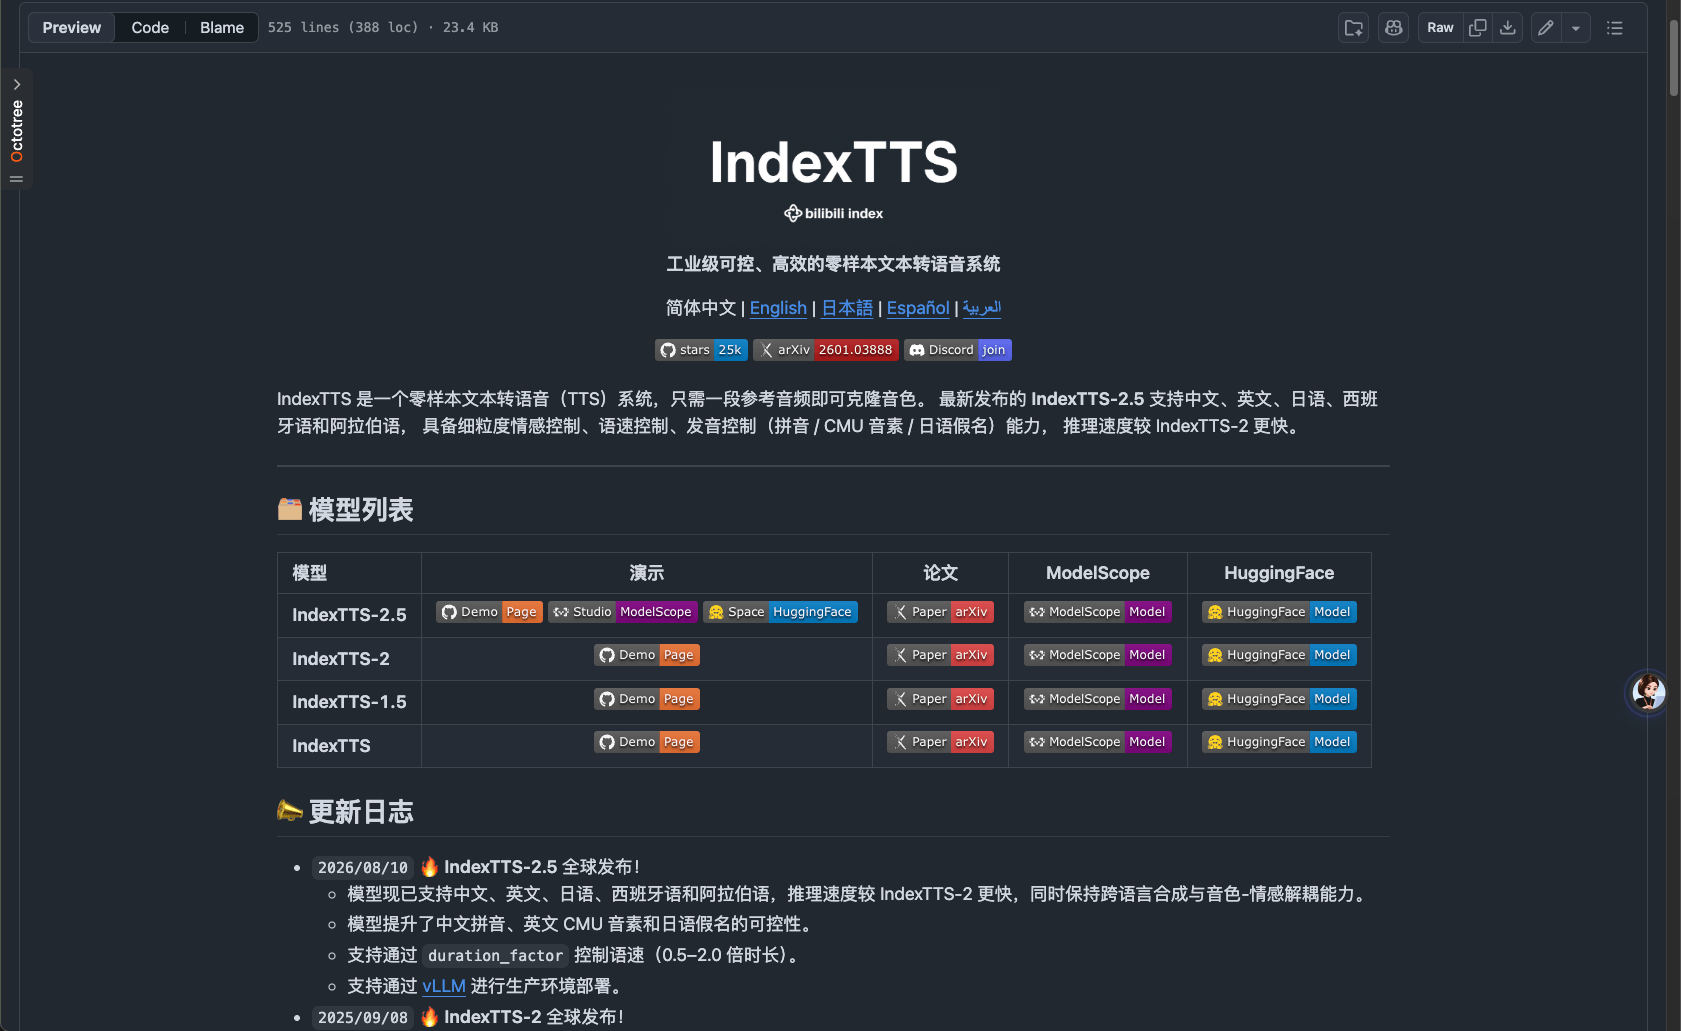 Preview Code Blame 525 lines (388 loc) · 23.4 KB Raw
Octotree
IndexTTS
bilibili index
工业级可控、高效的零样本文本转语音系统
简体中文 | English | 日本語 | Español | العربية
stars 25k arXiv 2601.03888 Discord join
IndexTTS 是一个零样本文本转语音（TTS）系统，只需一段参考音频即可克隆音色。 最新发布的 IndexTTS-2.5 支持中文、英文、日语、西班
牙语和阿拉伯语， 具备细粒度情感控制、语速控制、发音控制（拼音 / CMU 音素 / 日语假名）能力， 推理速度较 IndexTTS-2 更快。
🗂️ 模型列表
模型 演示 论文 ModelScope HuggingFace
IndexTTS-2.5 Demo Page Studio ModelScope Space HuggingFace Paper arXiv ModelScope Model HuggingFace Model
IndexTTS-2 Demo Page Paper arXiv ModelScope Model HuggingFace Model
IndexTTS-1.5 Demo Page Paper arXiv ModelScope Model HuggingFace Model
IndexTTS Demo Page Paper arXiv ModelScope Model HuggingFace Model
📣 更新日志
• 2026/08/10 🔥 IndexTTS-2.5 全球发布！
◦ 模型现已支持中文、英文、日语、西班牙语和阿拉伯语，推理速度较 IndexTTS-2 更快，同时保持跨语言合成与音色-情感解耦能力。
◦ 模型提升了中文拼音、英文 CMU 音素和日语假名的可控性。
◦ 支持通过 duration_factor 控制语速（0.5–2.0 倍时长）。
◦ 支持通过 vLLM 进行生产环境部署。
• 2025/09/08 🔥 IndexTTS-2 全球发布！